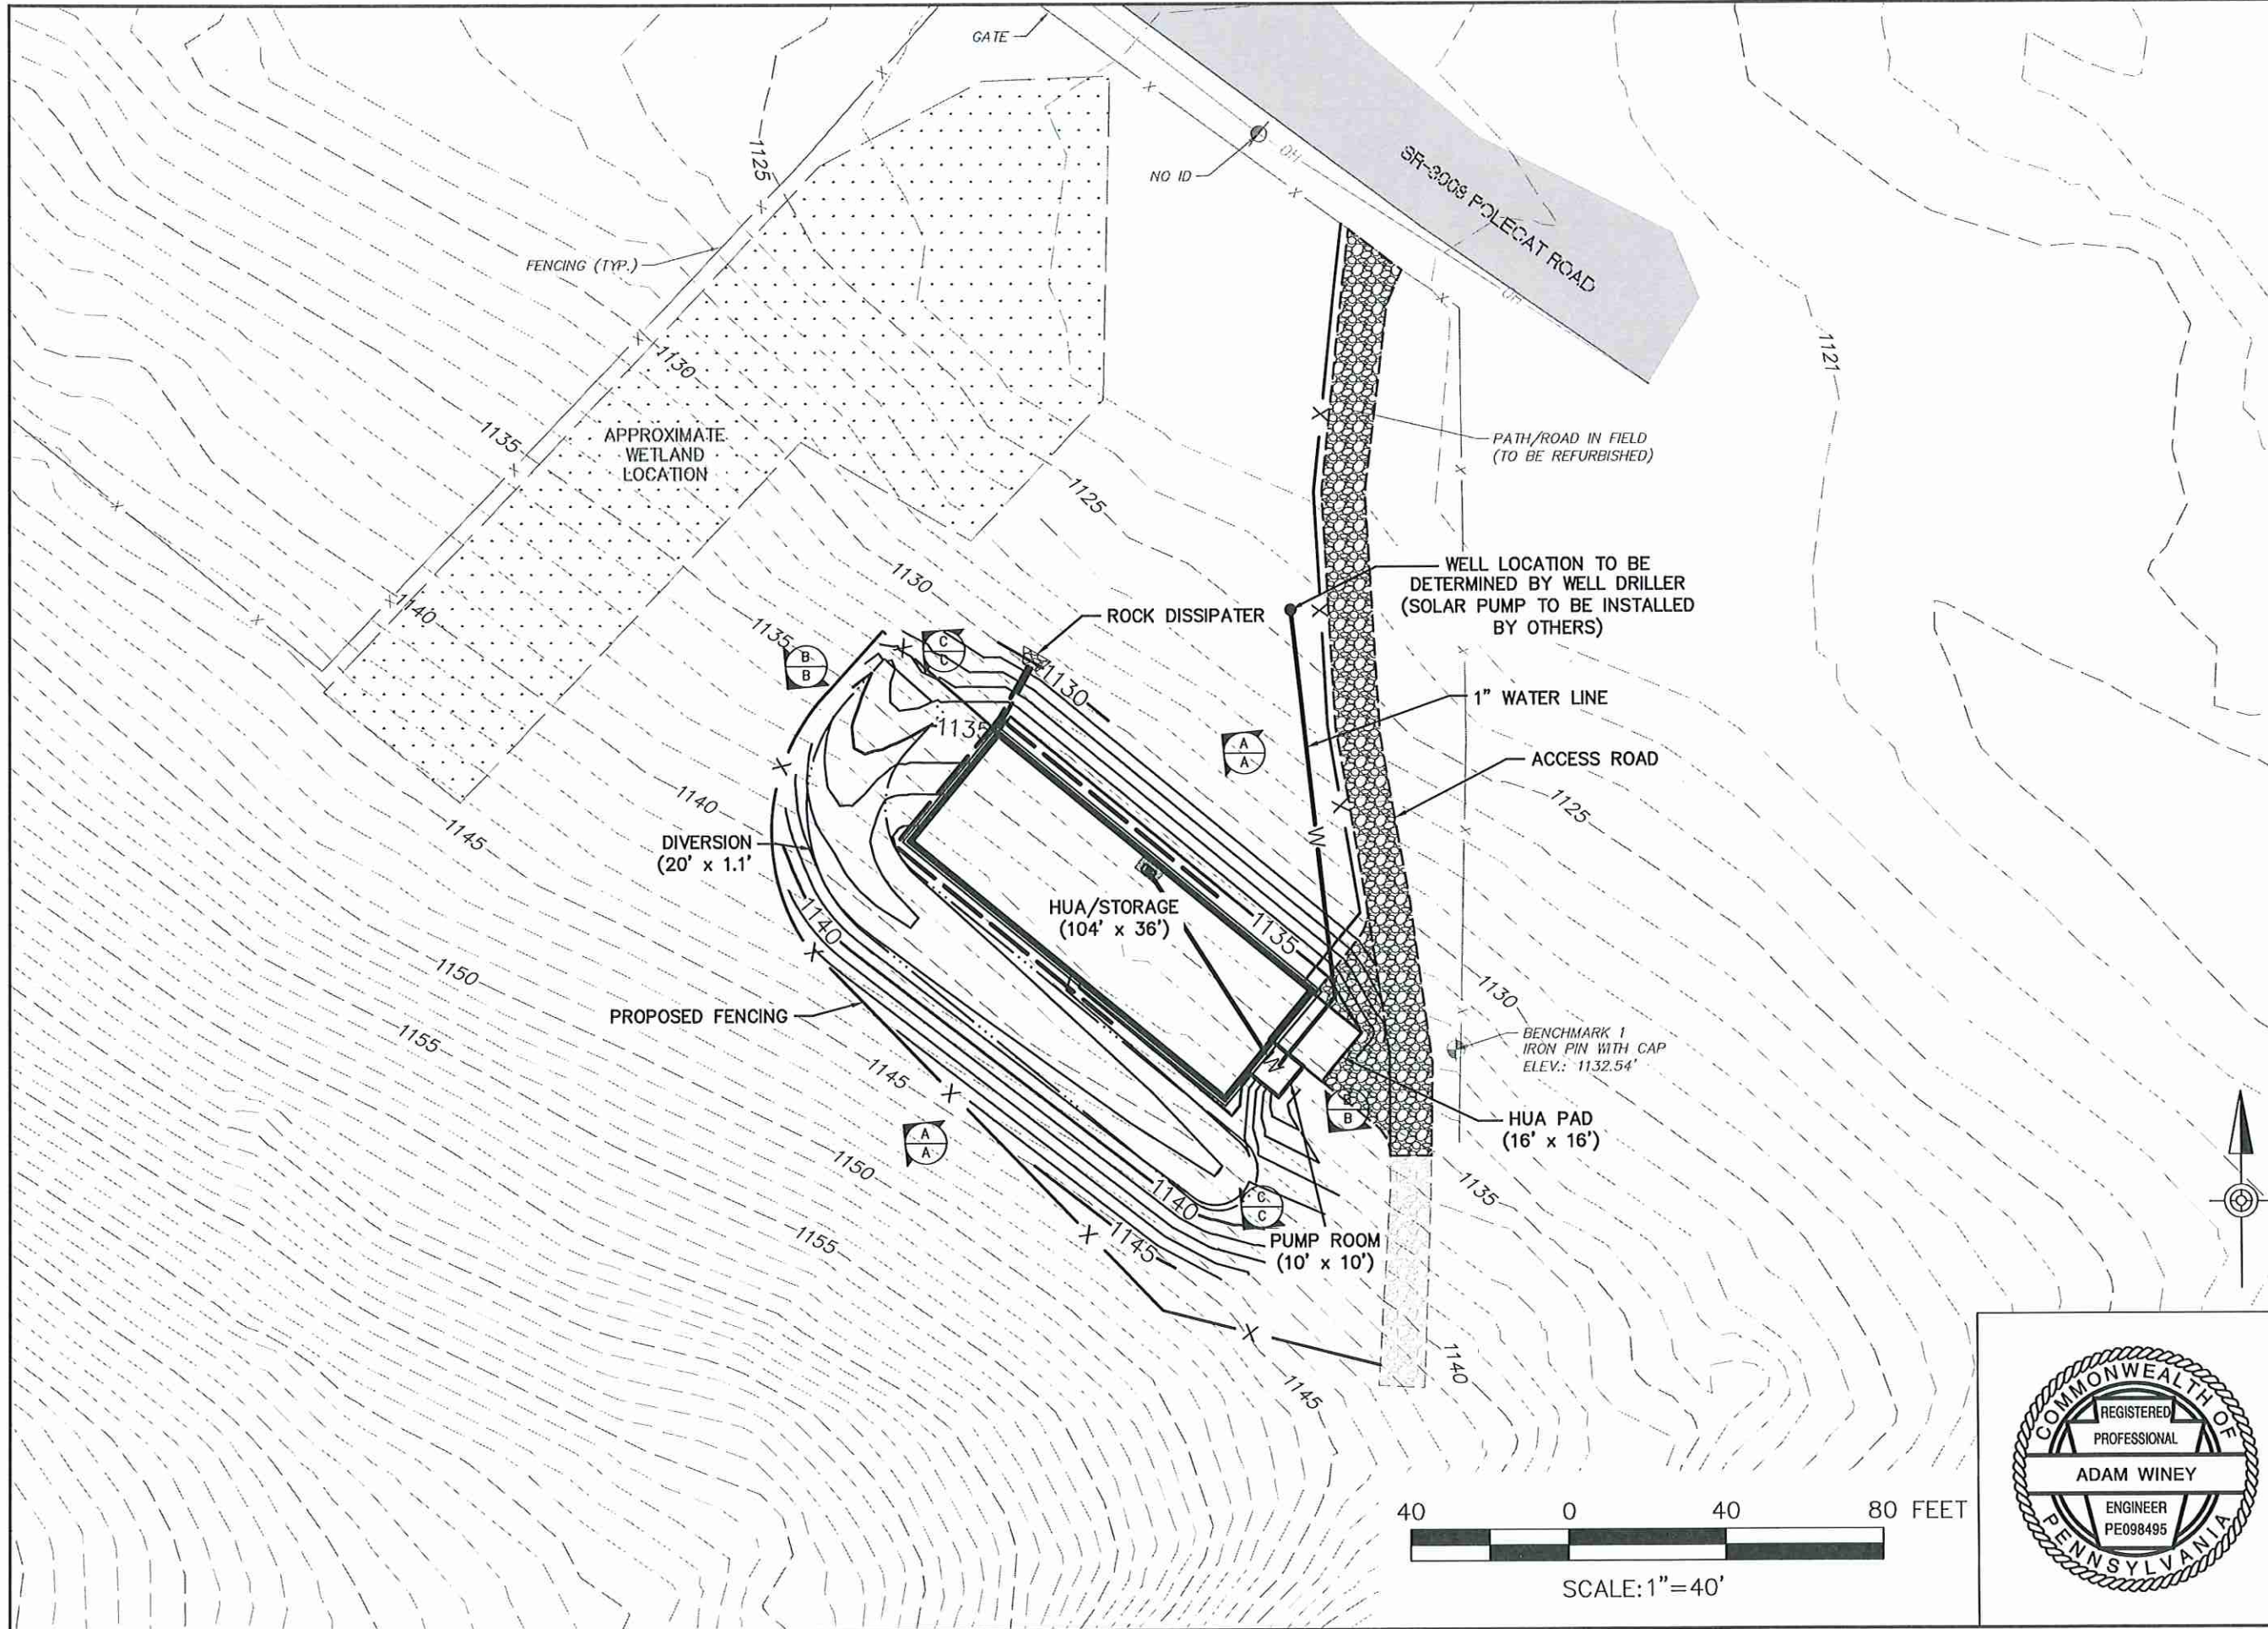 GATE
NO ID
OH
SR-3008 POLECAT ROAD
OH
1125
FENCING (TYP.)
1130
1121
1135
APPROXIMATE
WETLAND
LOCATION
PATH/ROAD IN FIELD
(TO BE REFURBISHED)
1125
1140
1130
WELL LOCATION TO BE
DETERMINED BY WELL DRILLER
(SOLAR PUMP TO BE INSTALLED
BY OTHERS)
ROCK DISSIPATER
1135
B
B
C
C
1130
1" WATER LINE
1135
A
A
ACCESS ROAD
1140
1125
1145
DIVERSION
(20' x 1.1'
W
HUA/STORAGE
(104' x 36')
1140
1135
1150
1130
PROPOSED FENCING
1155
BENCHMARK 1
IRON PIN WITH CAP
ELEV.: 1132.54'
1145
W
B
B
HUA PAD
(16' x 16')
A
A
1150
1140
1135
C
C
1155
1145
PUMP ROOM
(10' x 10')
1140
1145
40 0 40 80 FEET
SCALE: 1"=40'
COMMONWEALTH OF
REGISTERED
PROFESSIONAL
ADAM WINEY
ENGINEER
PE098495
PENNSYLVANIA